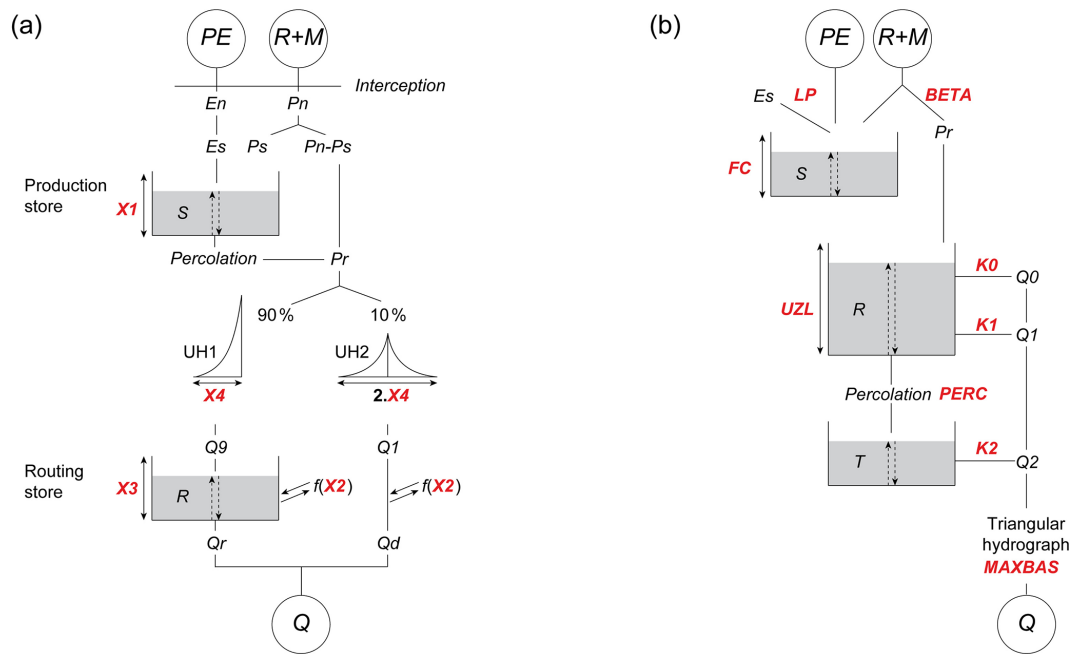 (a)
PE
R+M
Interception
En
Pn
Es
Ps
Pn-Ps
Production
store
X1
S
Percolation
Pr
90 %
10 %
UH1
UH2
X4
2.X4
Q9
Q1
Routing
store
X3
R
f(X2)
f(X2)
Qr
Qd
Q
(b)
PE
R+M
Es
LP
BETA
Pr
FC
S
K0
Q0
UZL
R
K1
Q1
Percolation PERC
K2
T
Q2
Triangular
hydrograph
MAXBAS
Q